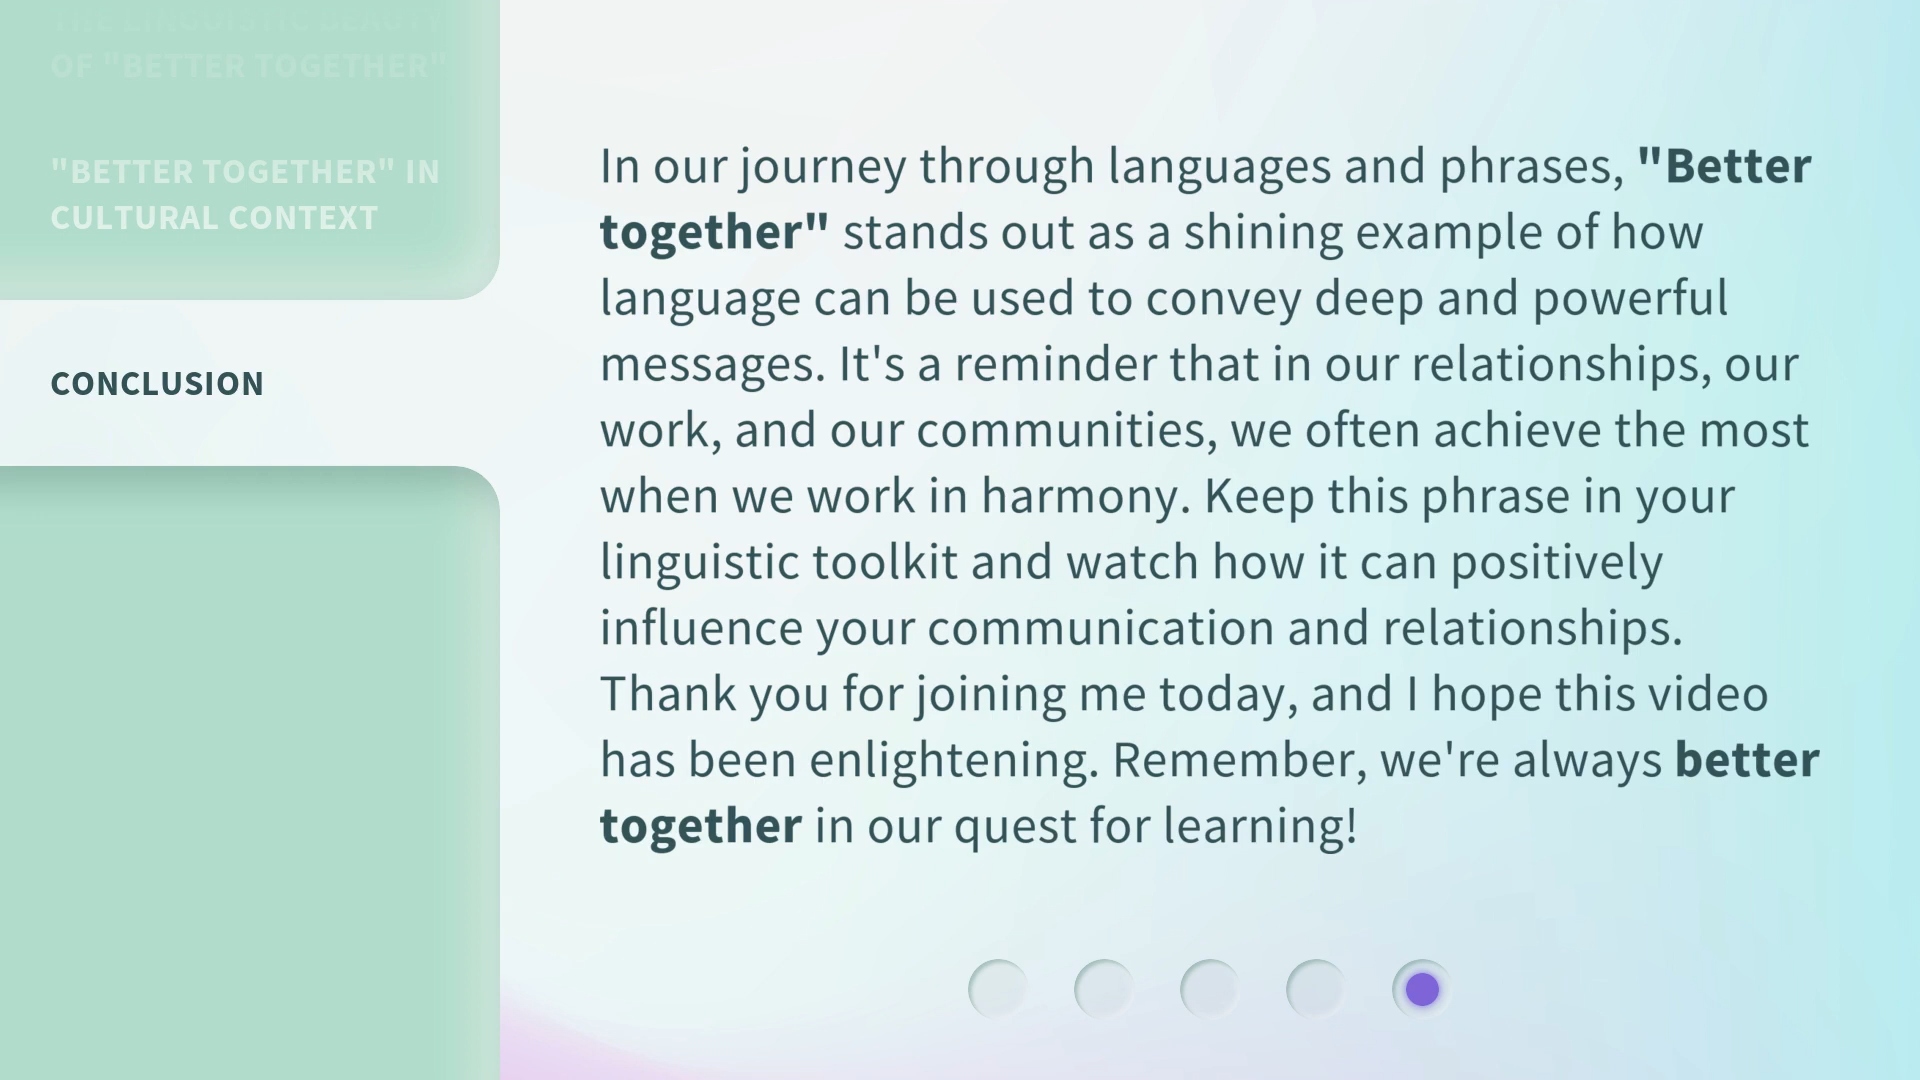 THE LINGUISTIC BEAUTY
OF "BETTER TOGETHER"
"BETTER TOGETHER" IN
CULTURAL CONTEXT
CONCLUSION
In our journey through languages and phrases, "Better
together" stands out as a shining example of how
language can be used to convey deep and powerful
messages. It's a reminder that in our relationships, our
work, and our communities, we often achieve the most
when we work in harmony. Keep this phrase in your
linguistic toolkit and watch how it can positively
influence your communication and relationships.
Thank you for joining me today, and I hope this video
has been enlightening. Remember, we're always better
together in our quest for learning!